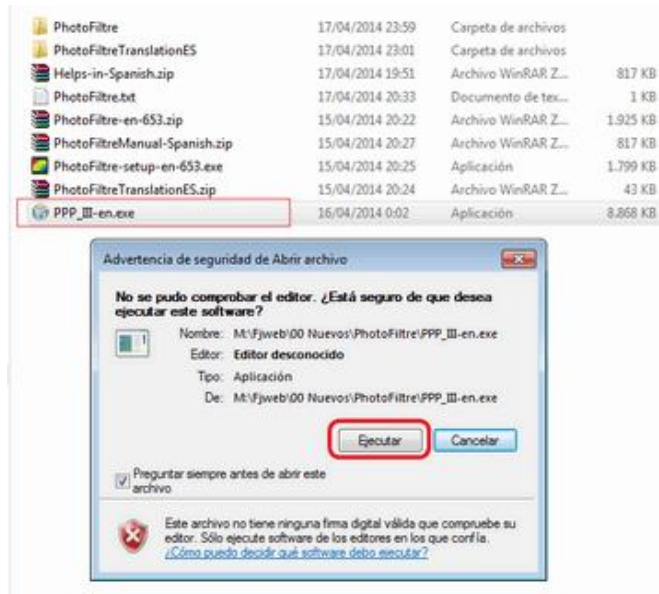 PhotoFiltre 17/04/2014 23:59 Carpeta de archivos
PhotoFiltreTranslationES 17/04/2014 23:01 Carpeta de archivos
Helps-in-Spanish.zip 17/04/2014 19:51 Archivo WinRAR Z... 817 KB
PhotoFiltre.txt 17/04/2014 20:33 Documento de tex... 1 KB
PhotoFiltre-en-653.zip 15/04/2014 20:22 Archivo WinRAR Z... 1.925 KB
PhotoFiltreManual-Spanish.zip 15/04/2014 20:27 Archivo WinRAR Z... 817 KB
PhotoFiltre-setup-en-653.exe 15/04/2014 20:25 Aplicación 1.799 KB
PhotoFiltreTranslationES.zip 15/04/2014 20:24 Archivo WinRAR Z... 43 KB
PPP_III-en.exe 16/04/2014 0:02 Aplicación 8.868 KB
Advertencia de seguridad de Abrir archivo
No se pudo comprobar el editor. ¿Está seguro de que desea
ejecutar este software?
Nombre: M:\Fjweb\00 Nuevos\PhotoFiltre\PPP_III-en.exe
Editor: Editor desconocido
Tipo: Aplicación
De: M:\Fjweb\00 Nuevos\PhotoFiltre\PPP_III-en.exe
Ejecutar Cancelar
Preguntar siempre antes de abrir este
archivo
Este archivo no tiene ninguna firma digital válida que compruebe su
editor. Sólo ejecute software de los editores en los que confía.
¿Cómo puedo decidir qué software debo ejecutar?